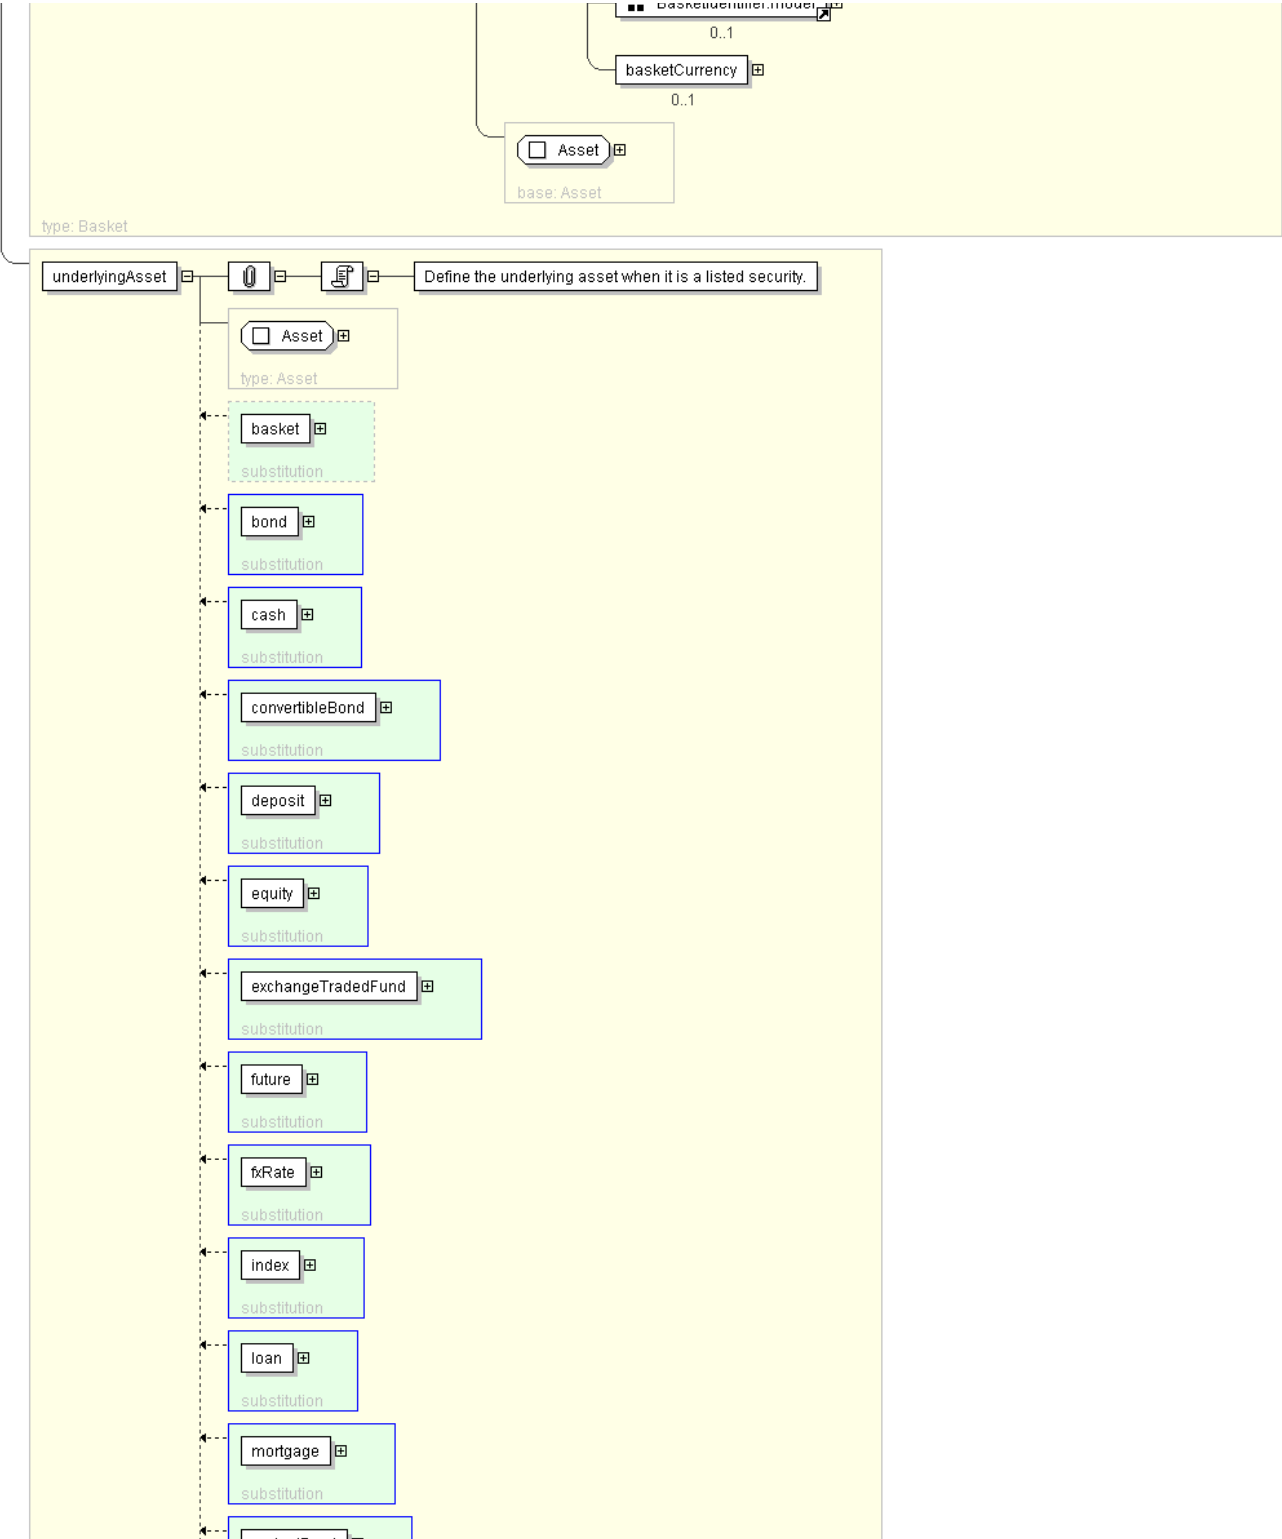 BasketIdentifier.model
0..1
basketCurrency
0..1
Asset
base: Asset
type: Basket
underlyingAsset
Define the underlying asset when it is a listed security.
Asset
type: Asset
basket
substitution
bond
substitution
cash
substitution
convertibleBond
substitution
deposit
substitution
equity
substitution
exchangeTradedFund
substitution
future
substitution
fxRate
substitution
index
substitution
loan
substitution
mortgage
substitution